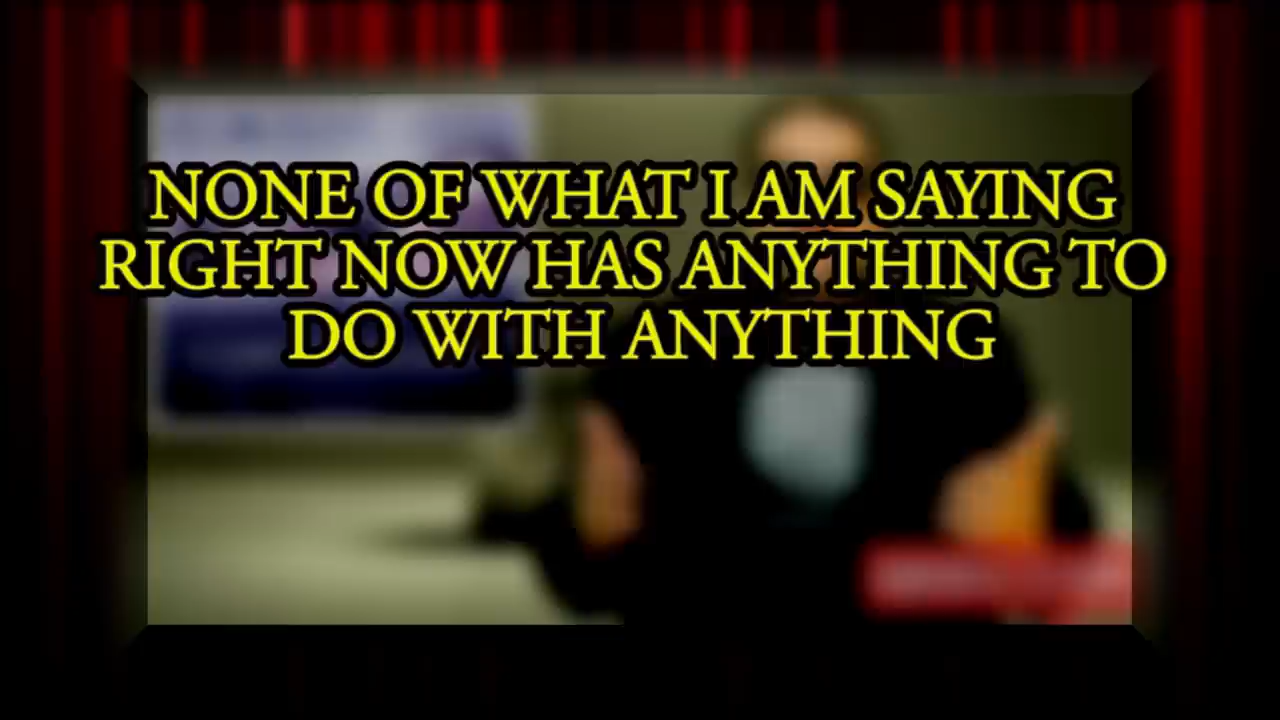 NONE OF WHAT I AM SAYING
RIGHT NOW HAS ANYTHING TO
DO WITH ANYTHING